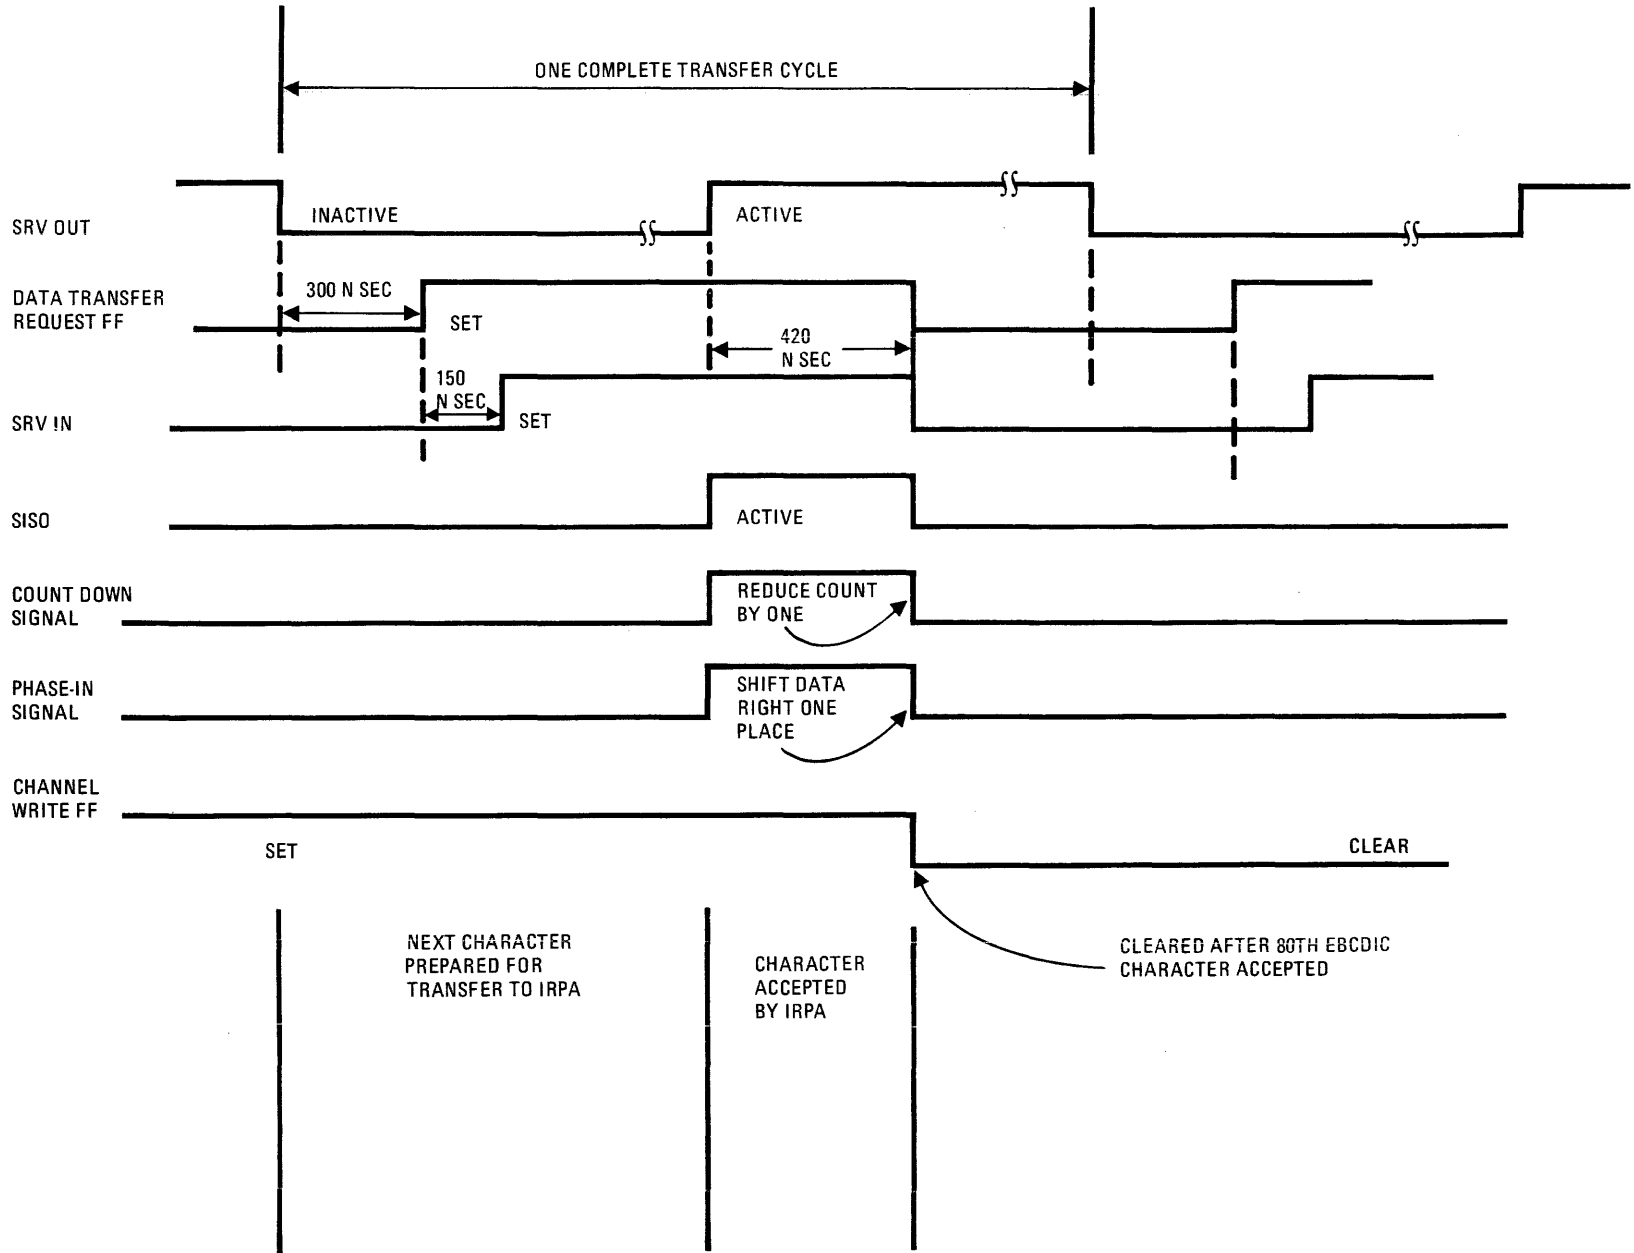 ONE COMPLETE TRANSFER CYCLE
SRV OUT
INACTIVE
ACTIVE
DATA TRANSFER
REQUEST FF
300 N SEC
SET
420
N SEC
150
N SEC
SRV IN
SET
SISO
ACTIVE
COUNT DOWN
SIGNAL
REDUCE COUNT
BY ONE
PHASE-IN
SIGNAL
SHIFT DATA
RIGHT ONE
PLACE
CHANNEL
WRITE FF
SET
CLEAR
NEXT CHARACTER
PREPARED FOR
TRANSFER TO IRPA
CHARACTER
ACCEPTED
BY IRPA
CLEARED AFTER 80TH EBCDIC
CHARACTER ACCEPTED